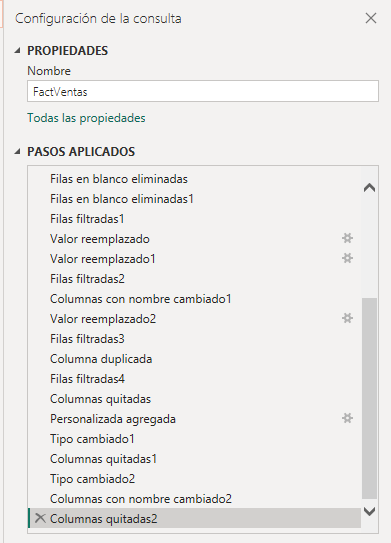 Configuración de la consulta
PROPIEDADES
Nombre
FactVentas
Todas las propiedades
PASOS APLICADOS
Filas en blanco eliminadas
Filas en blanco eliminadas1
Filas filtradas1
Valor reemplazado
Valor reemplazado1
Filas filtradas2
Columnas con nombre cambiado1
Valor reemplazado2
Filas filtradas3
Columna duplicada
Filas filtradas4
Columnas quitadas
Personalizada agregada
Tipo cambiado1
Columnas quitadas1
Tipo cambiado2
Columnas con nombre cambiado2
Columnas quitadas2